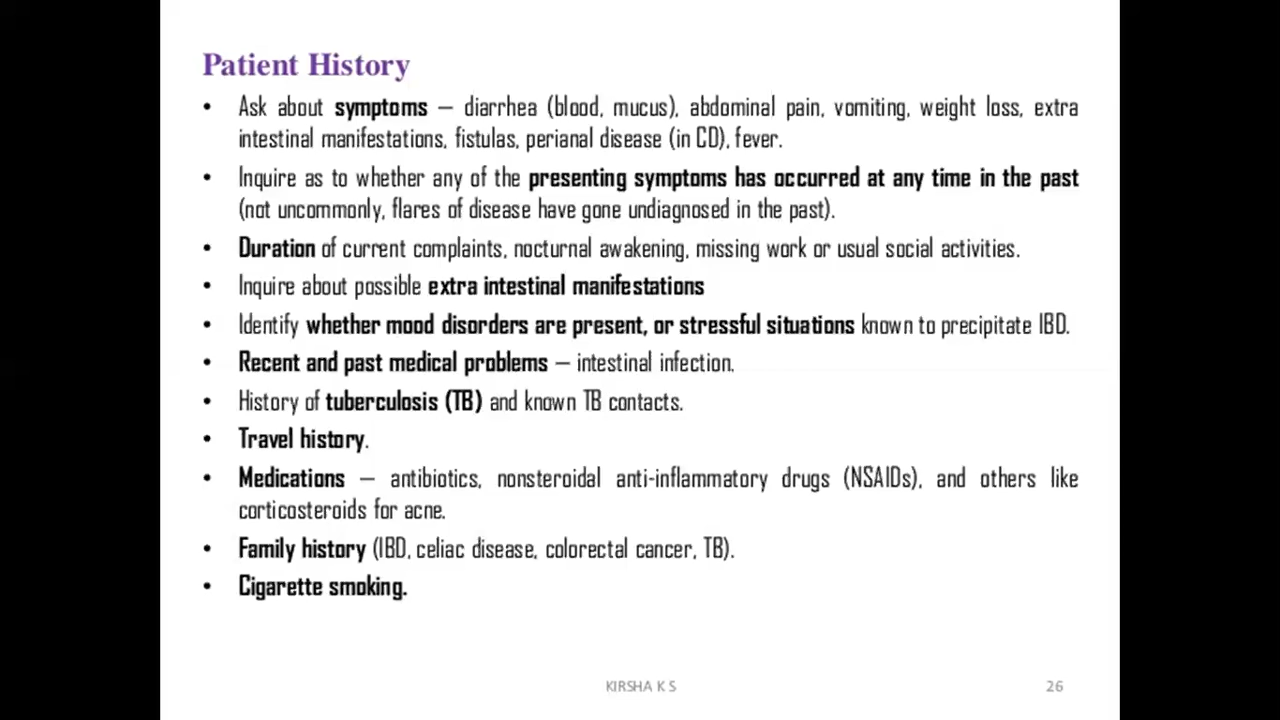 Patient History
• Ask about symptoms – diarrhea (blood, mucus), abdominal pain, vomiting, weight loss, extra
intestinal manifestations, fistulas, perianal disease (in CD), fever.
• Inquire as to whether any of the presenting symptoms has occurred at any time in the past
(not uncommonly, flares of disease have gone undiagnosed in the past).
• Duration of current complaints, nocturnal awakening, missing work or usual social activities.
• Inquire about possible extra intestinal manifestations
• Identify whether mood disorders are present, or stressful situations known to precipitate IBD.
• Recent and past medical problems – intestinal infection.
• History of tuberculosis (TB) and known TB contacts.
• Travel history.
• Medications – antibiotics, nonsteroidal anti-inflammatory drugs (NSAIDs), and others like
corticosteroids for acne.
• Family history (IBD, celiac disease, colorectal cancer, TB).
• Cigarette smoking.
KIRSHA K S
26